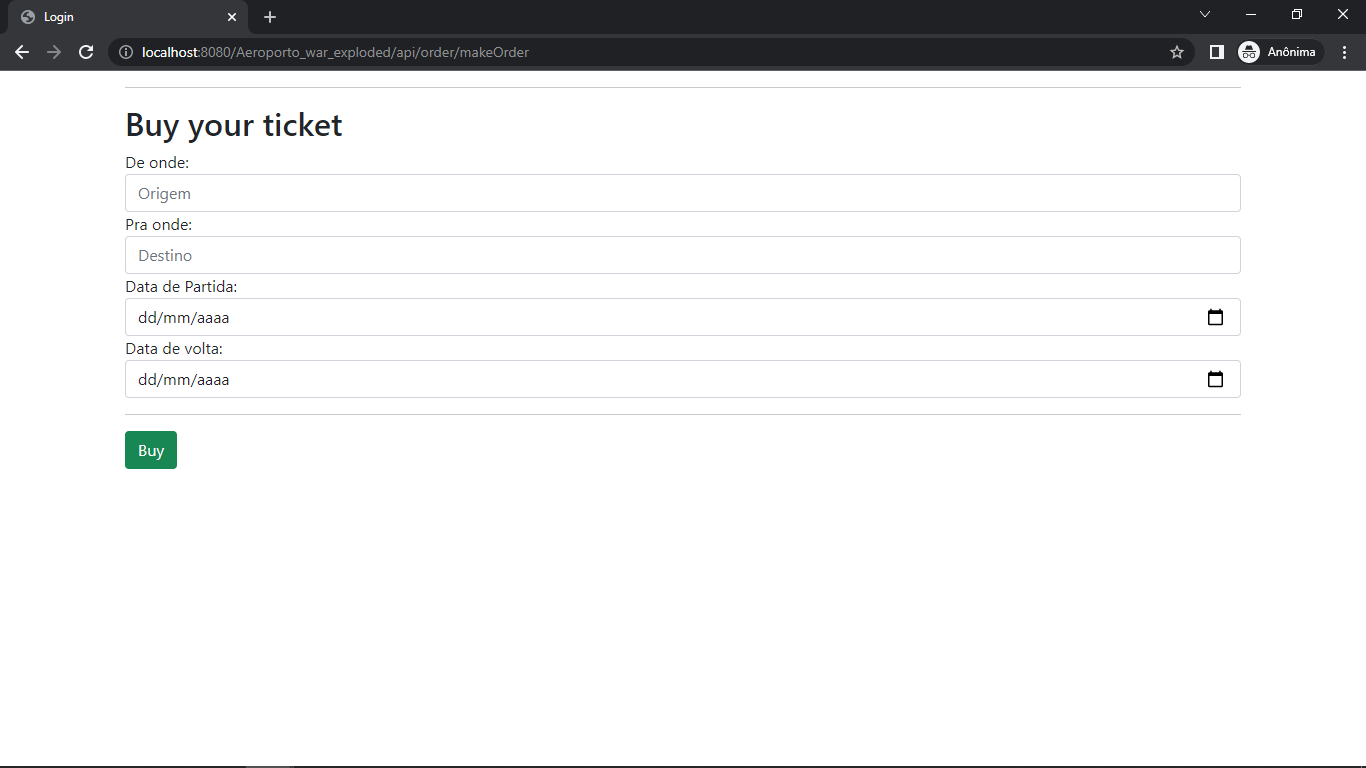 Login
localhost:8080/Aeroporto_war_exploded/api/order/makeOrder
Anônima
Buy your ticket
De onde:
Origem
Pra onde:
Destino
Data de Partida:
dd/mm/aaaa
Data de volta:
dd/mm/aaaa
Buy